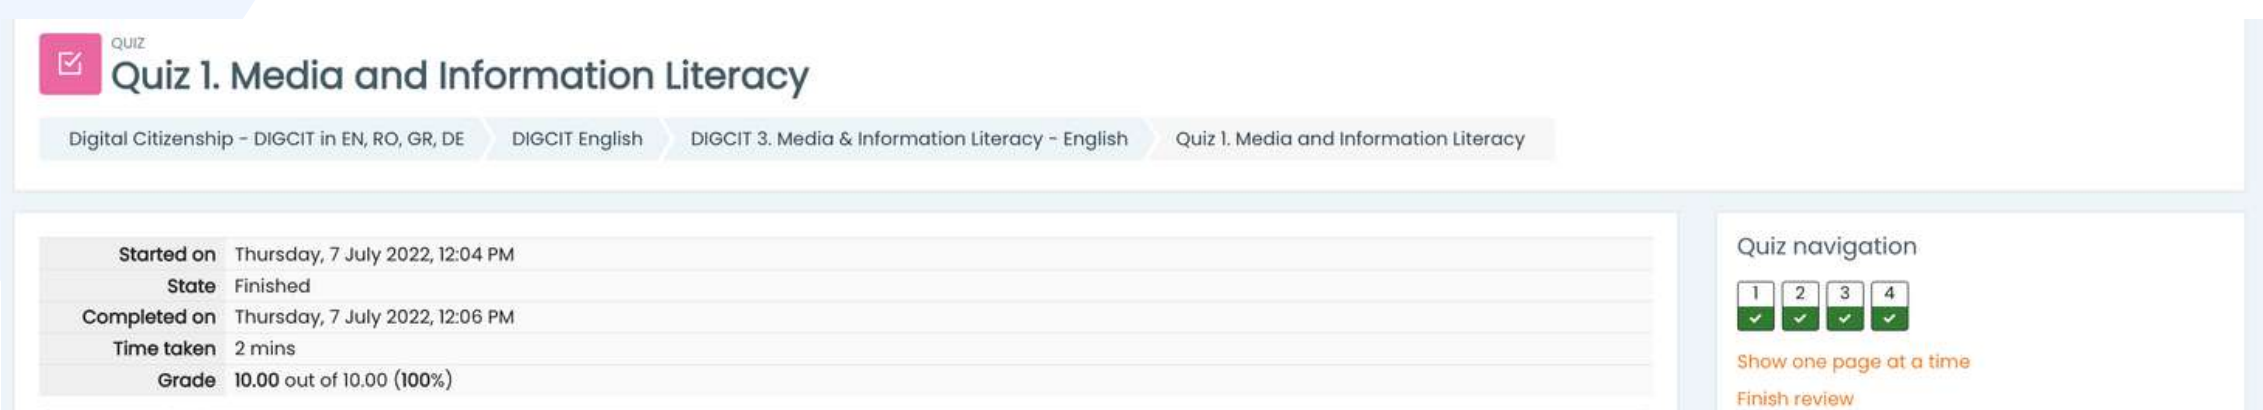 QUIZ
Quiz 1. Media and Information Literacy
Digital Citizenship - DIGCIT in EN, RO, GR, DE DIGCIT English DIGCIT 3. Media & Information Literacy - English Quiz 1. Media and Information Literacy
Started on Thursday, 7 July 2022, 12:04 PM
State Finished
Completed on Thursday, 7 July 2022, 12:06 PM
Time taken 2 mins
Grade 10.00 out of 10.00 (100%)
Quiz navigation
1 2 3 4
Show one page at a time
Finish review